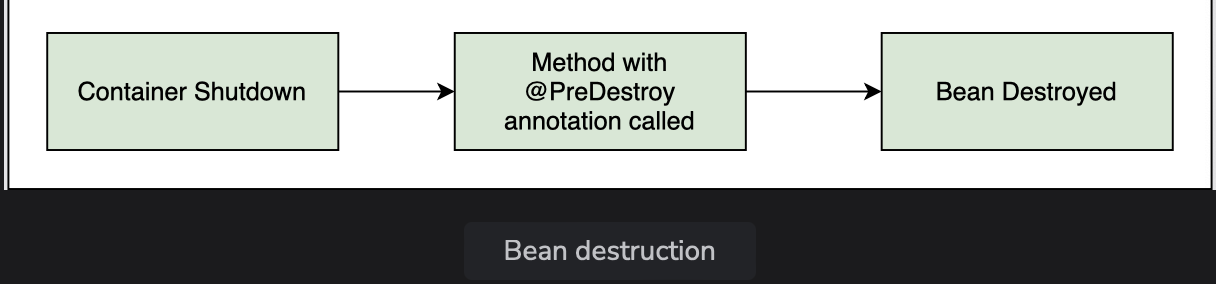 Container Shutdown
Method with
@PreDestroy
annotation called
Bean Destroyed
Bean destruction